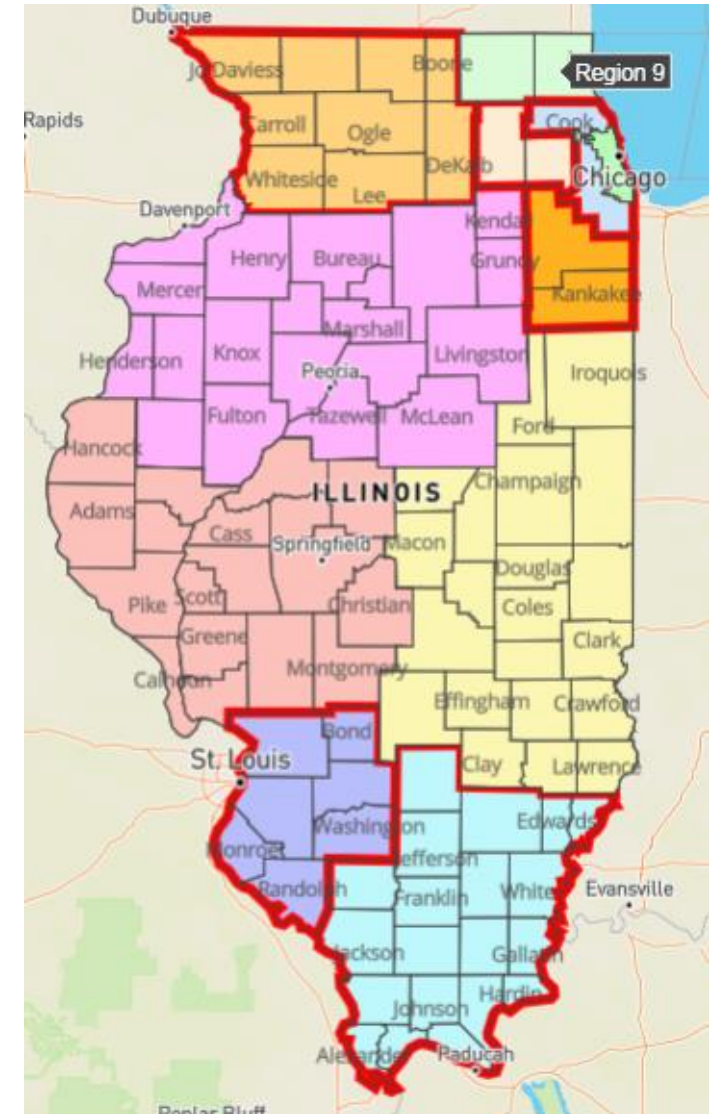 Dubuque
Jo Daviess
Boone
Region 9
Rapids
Carroll
Ogle
Cook
Whiteside
DeKalb
Chicago
Lee
Davenport
Kendall
Henry
Bureau
Grundy
Mercer
Kankakee
Marshall
Henderson
Knox
Livingston
Peoria
Iroquois
Fulton
Tazewell
McLean
Ford
Hancock
ILLINOIS
Champaign
Adams
Cass
Springfield
Macon
Douglas
Pike
Scott
Christian
Coles
Greene
Clark
Montgomery
Calhoun
Effingham
Crawford
Bond
St. Louis
Clay
Lawrence
Washington
Edwards
Monroe
Jefferson
Randolph
Franklin
White
Evansville
Jackson
Gallatin
Hardin
Johnson
Alexander
Paducah
Poplar Bluff